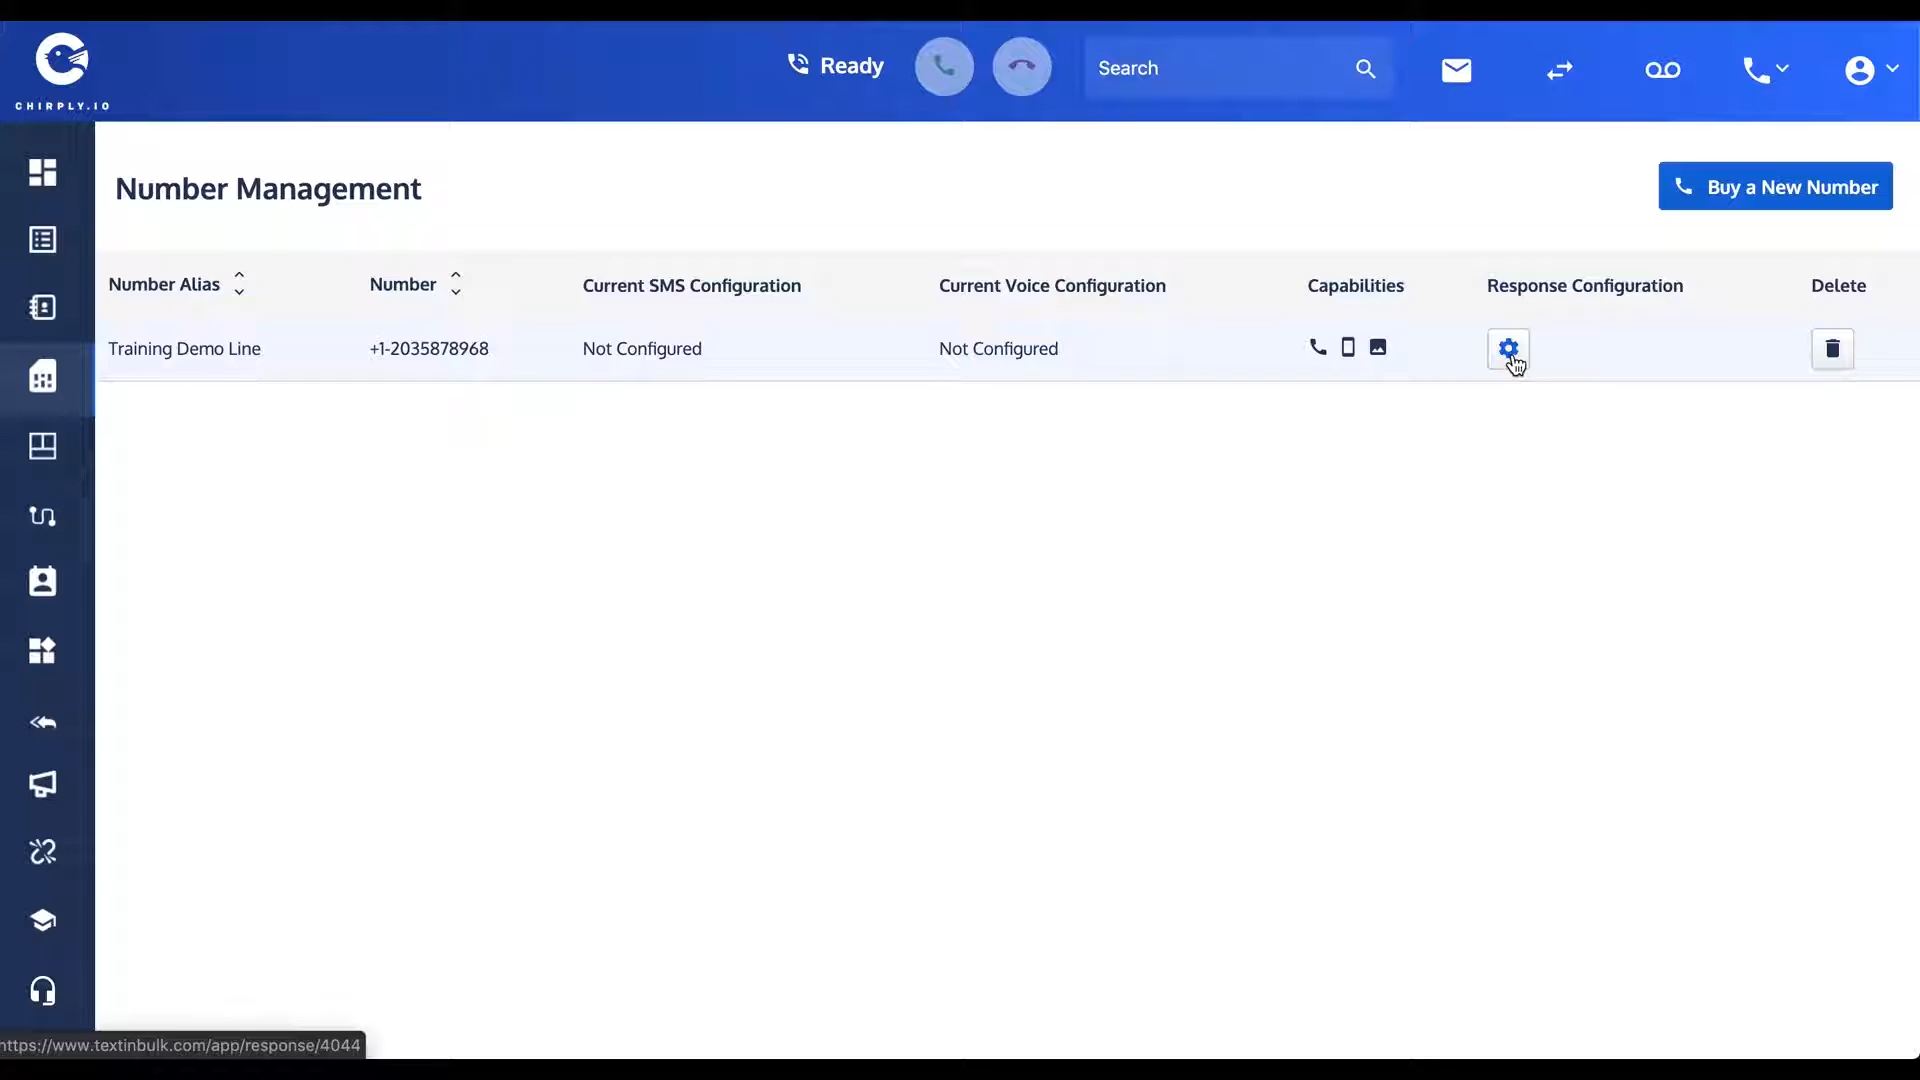 CHIRPLY.IO
Ready
Search
Number Management
Buy a New Number
Number Alias Number Current SMS Configuration Current Voice Configuration Capabilities Response Configuration Delete
Training Demo Line +1-2035878968 Not Configured Not Configured
https://www.textinbulk.com/app/response/4044